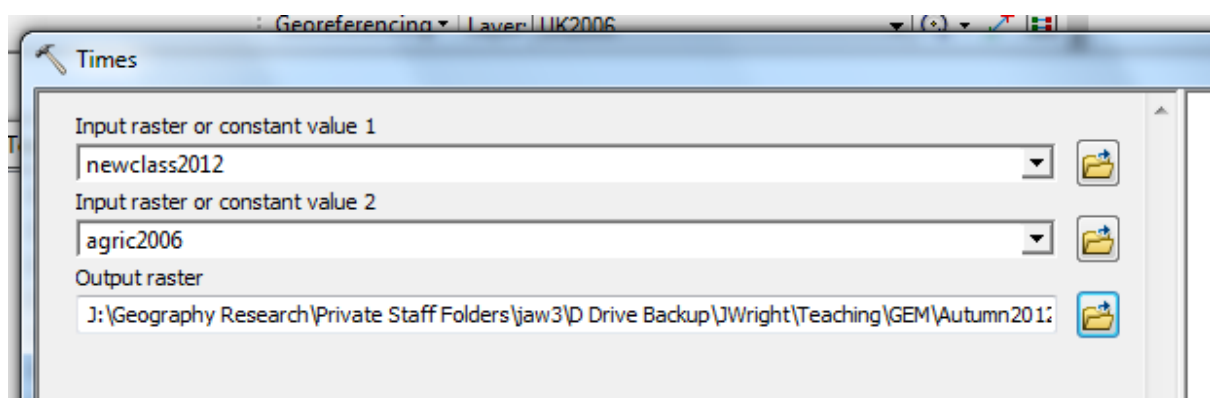 Georeferencing Layer: UK2006
Times
Input raster or constant value 1
newclass2012
Input raster or constant value 2
agric2006
Output raster
J:\Geography Research\Private Staff Folders\jaw3\D Drive Backup\JWright\Teaching\GEM\Autumn2012